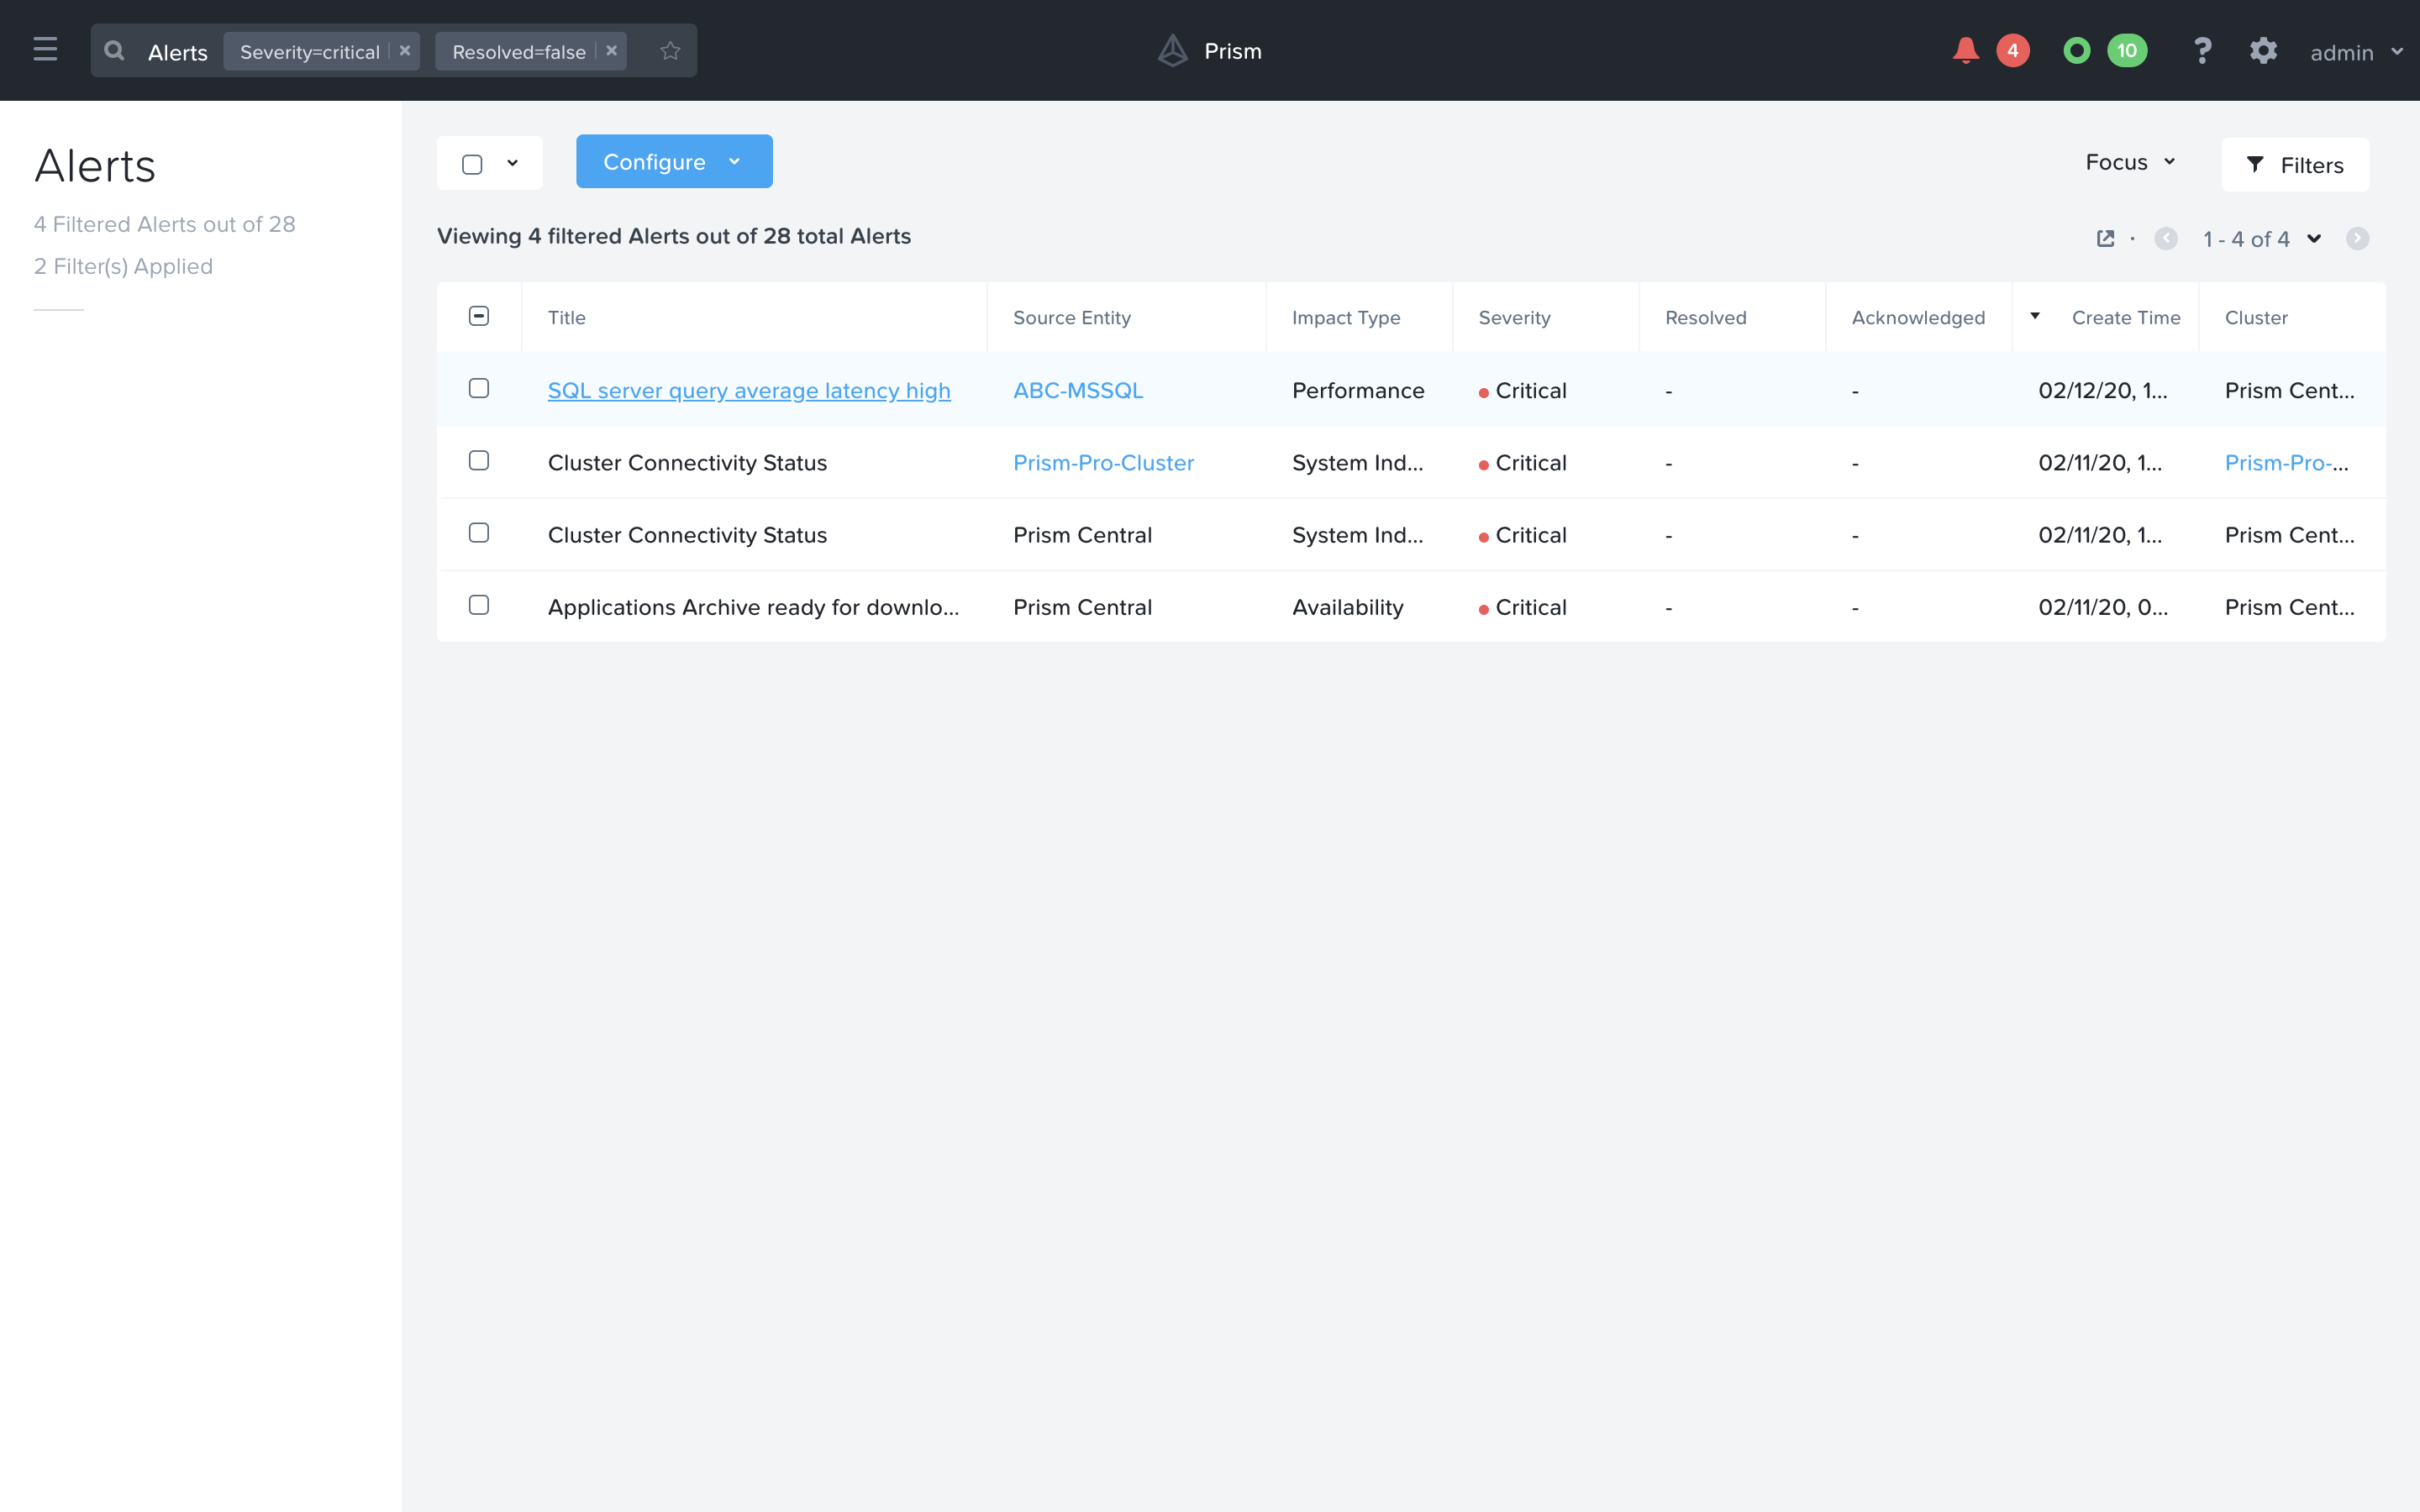 Alerts Severity=critical × Resolved=false × Prism 4 10 ? admin
Alerts
4 Filtered Alerts out of 28
2 Filter(s) Applied
Configure Focus Filters
Viewing 4 filtered Alerts out of 28 total Alerts 1 - 4 of 4
Title Source Entity Impact Type Severity Resolved Acknowledged Create Time Cluster
SQL server query average latency high ABC-MSSQL Performance Critical - - 02/12/20, 1... Prism Cent...
Cluster Connectivity Status Prism-Pro-Cluster System Ind... Critical - - 02/11/20, 1... Prism-Pro-...
Cluster Connectivity Status Prism Central System Ind... Critical - - 02/11/20, 1... Prism Cent...
Applications Archive ready for downlo... Prism Central Availability Critical - - 02/11/20, 0... Prism Cent...